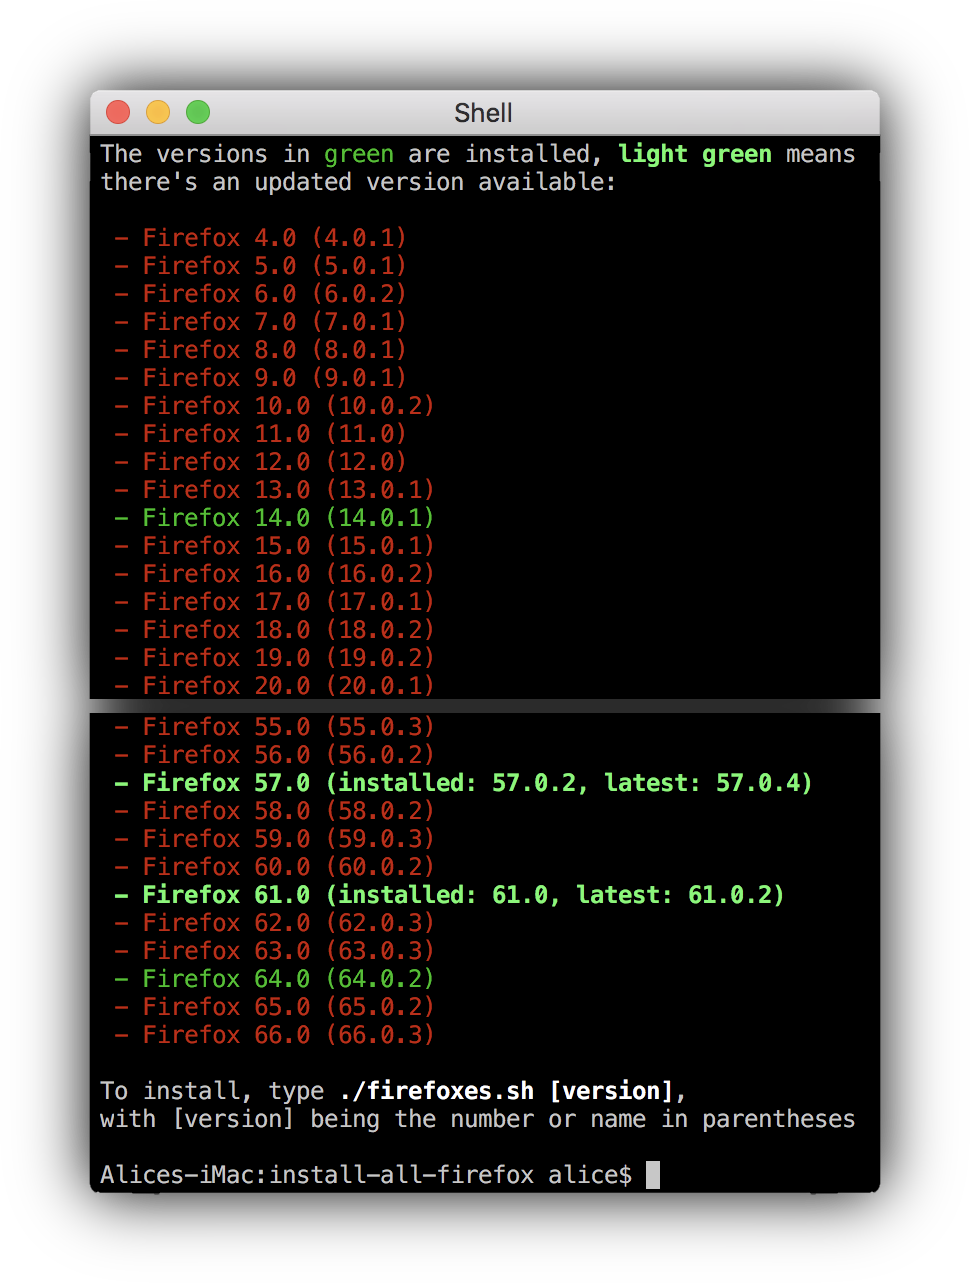 Shell
The versions in green are installed, light green means
there's an updated version available:
– Firefox 4.0 (4.0.1)
– Firefox 5.0 (5.0.1)
– Firefox 6.0 (6.0.2)
– Firefox 7.0 (7.0.1)
– Firefox 8.0 (8.0.1)
– Firefox 9.0 (9.0.1)
– Firefox 10.0 (10.0.2)
– Firefox 11.0 (11.0)
– Firefox 12.0 (12.0)
– Firefox 13.0 (13.0.1)
– Firefox 14.0 (14.0.1)
– Firefox 15.0 (15.0.1)
– Firefox 16.0 (16.0.2)
– Firefox 17.0 (17.0.1)
– Firefox 18.0 (18.0.2)
– Firefox 19.0 (19.0.2)
– Firefox 20.0 (20.0.1)
– Firefox 55.0 (55.0.3)
– Firefox 56.0 (56.0.2)
– Firefox 57.0 (installed: 57.0.2, latest: 57.0.4)
– Firefox 58.0 (58.0.2)
– Firefox 59.0 (59.0.3)
– Firefox 60.0 (60.0.2)
– Firefox 61.0 (installed: 61.0, latest: 61.0.2)
– Firefox 62.0 (62.0.3)
– Firefox 63.0 (63.0.3)
– Firefox 64.0 (64.0.2)
– Firefox 65.0 (65.0.2)
– Firefox 66.0 (66.0.3)
To install, type ./firefoxes.sh [version],
with [version] being the number or name in parentheses
Alices-iMac:install-all-firefox alice$